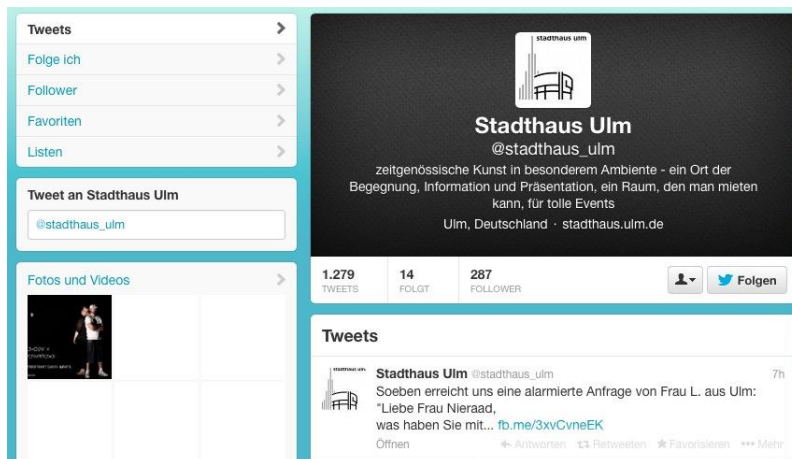 Tweets
Folge ich
Follower
Favoriten
Listen
Tweet an Stadthaus Ulm
@stadthaus_ulm
Fotos und Videos
stadthaus ulm
Stadthaus Ulm
@stadthaus_ulm
zeitgenössische Kunst in besonderem Ambiente - ein Ort der
Begegnung, Information und Präsentation, ein Raum, den man mieten
kann, für tolle Events
Ulm, Deutschland · stadthaus.ulm.de
1.279 14 287
TWEETS FOLGT FOLLOWER
Folgen
Tweets
stadthaus ulm
Stadthaus Ulm @stadthaus_ulm 7h
Soeben erreicht uns eine alarmierte Anfrage von Frau L. aus Ulm:
"Liebe Frau Nieraad,
was haben Sie mit... fb.me/3xvCvneEK
Öffnen Antworten Retweeten Favorisieren Mehr